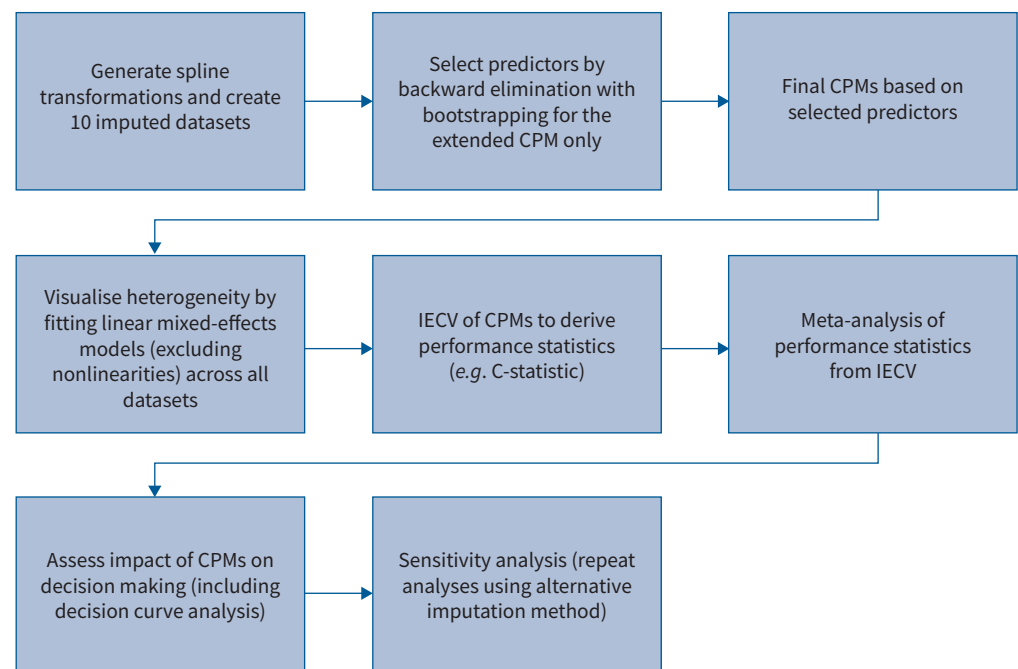 Generate spline
transformations and create
10 imputed datasets
Select predictors by
backward elimination with
bootstrapping for the
extended CPM only
Final CPMs based on
selected predictors
Visualise heterogeneity by
fitting linear mixed-effects
models (excluding
nonlinearities) across all
datasets
IECV of CPMs to derive
performance statistics
(e.g. C-statistic)
Meta-analysis of
performance statistics
from IECV
Assess impact of CPMs on
decision making (including
decision curve analysis)
Sensitivity analysis (repeat
analyses using alternative
imputation method)